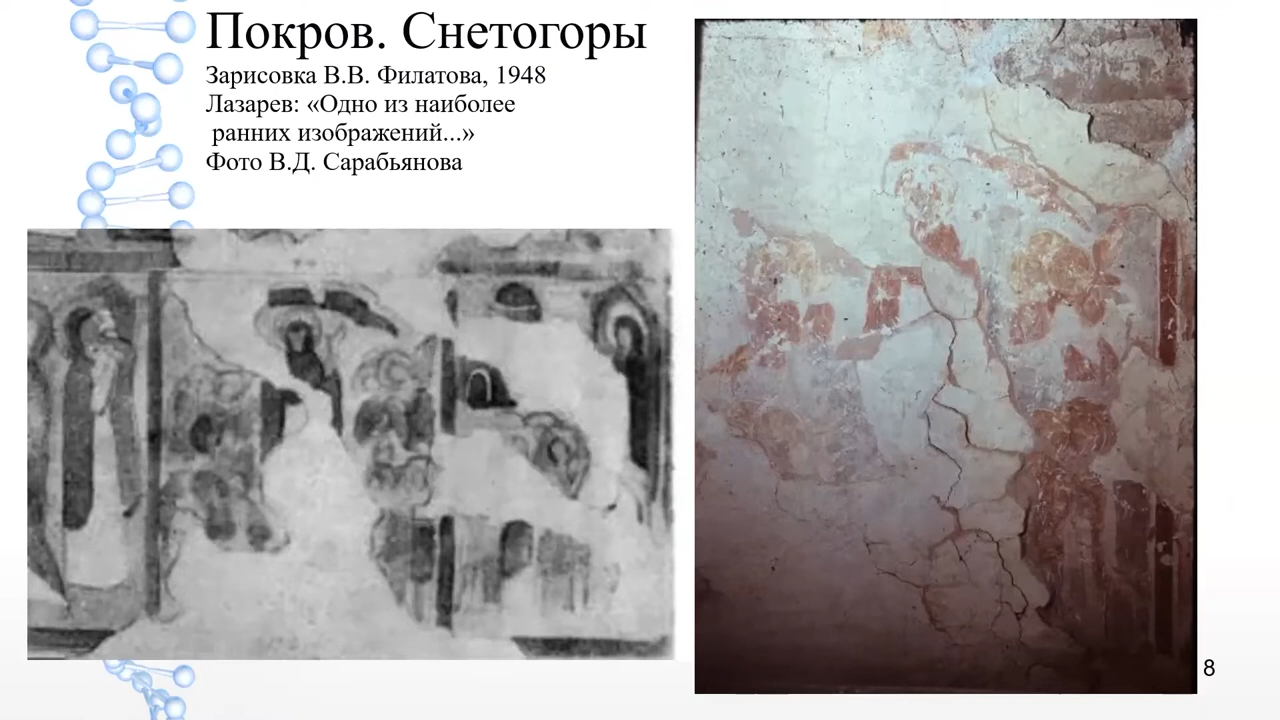 Покров. Снетогоры
Зарисовка В.В. Филатова, 1948
Лазарев: «Одно из наиболее
ранних изображений...»
Фото В.Д. Сарабьянова
8